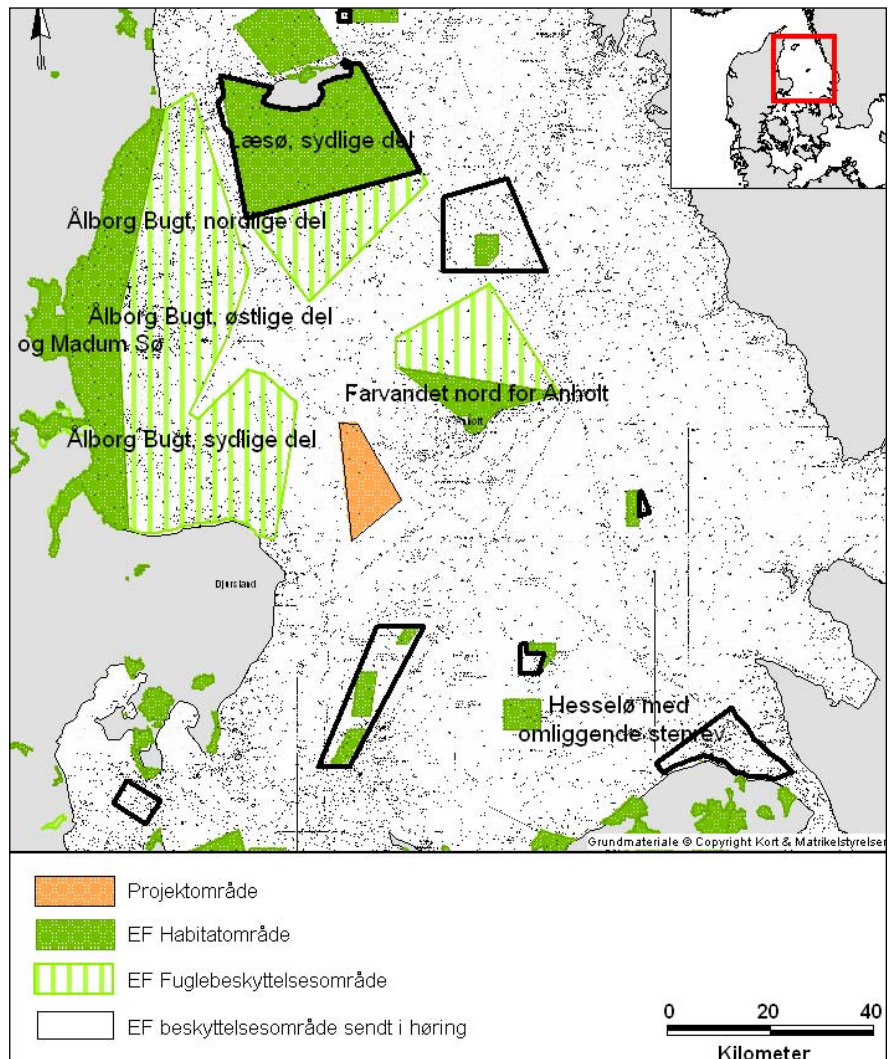 Læsø, sydlige del
Ålborg Bugt, nordlige del
Ålborg Bugt, østlige del
og Madum Sø
Farvandet nord for Anholt
Ålborg Bugt, sydlige del
Djursland
Hesselø med
omliggende stenrev
Grundmateriale © Copyright Kort & Matrikelstyrelsen
Projektområde
EF Habitatområde
EF Fuglebeskyttelsesområde
EF beskyttelsesområde sendt i høring
0 20 40
Kilometer